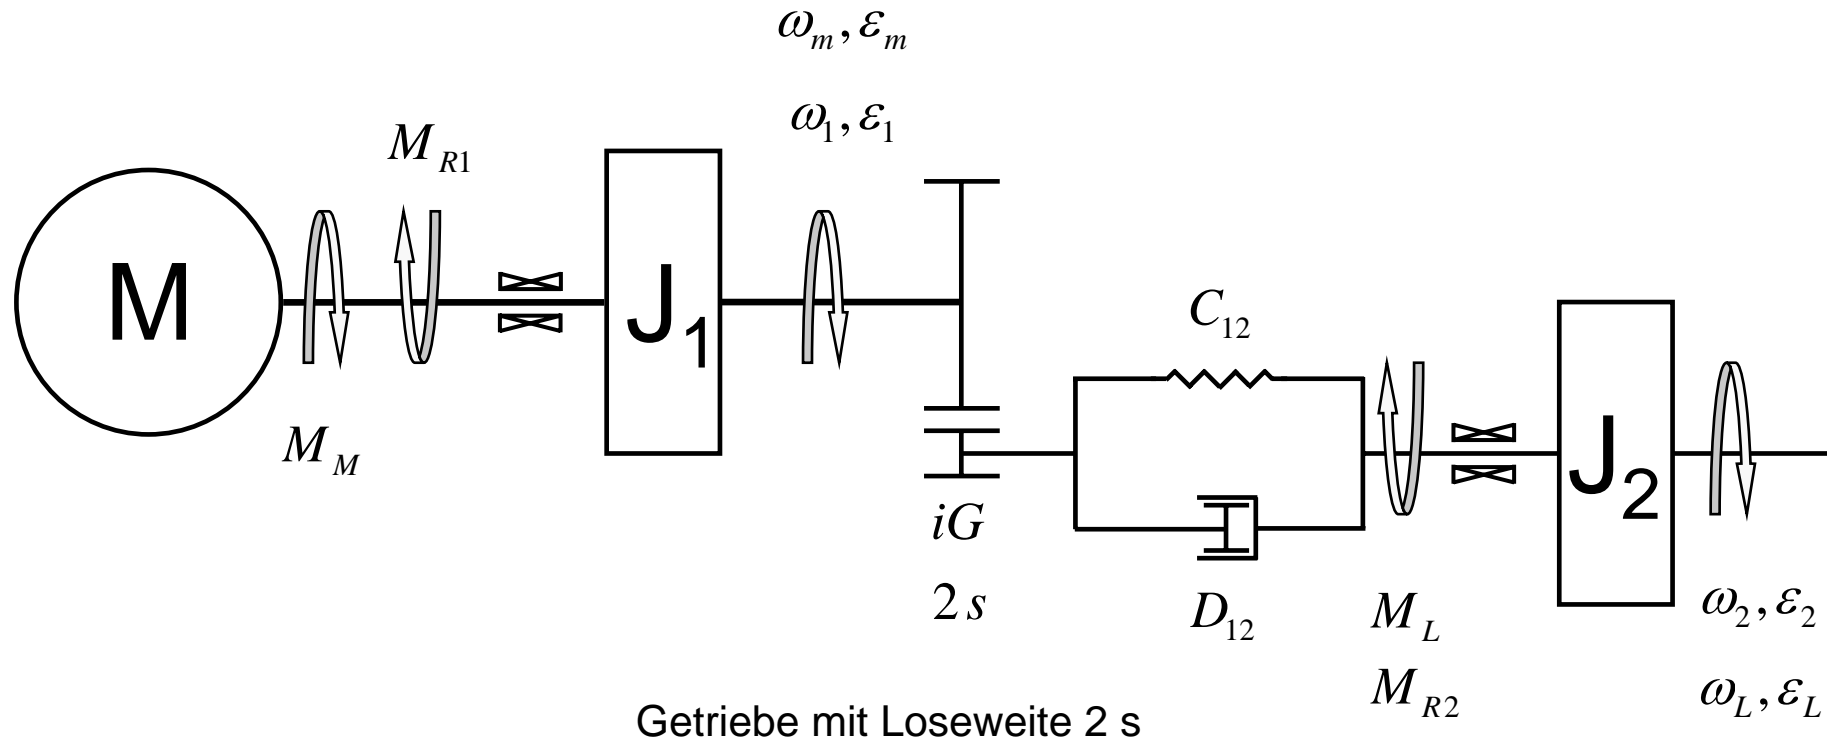 ω_m, ε_m
ω_1, ε_1
M_R1
M
J_1
M_M
C_12
J_2
iG
2 s
D_12
M_L
M_R2
ω_2, ε_2
ω_L, ε_L
Getriebe mit Loseweite 2 s